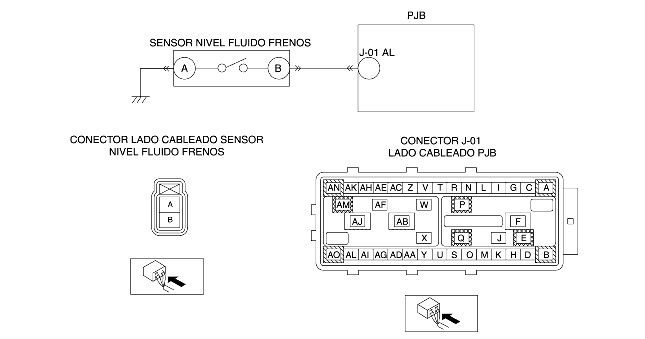 PJB
SENSOR NIVEL FLUIDO FRENOS
J-01 AL
A
B
CONECTOR LADO CABLEADO SENSOR
NIVEL FLUIDO FRENOS
CONECTOR J-01
LADO CABLEADO PJB
A
B
AN AK AH AE AC Z V T R N L I G C A
AM AF W P
AJ AB F
X Q J E
AO AL AI AG AD AA Y U S O M K H D B